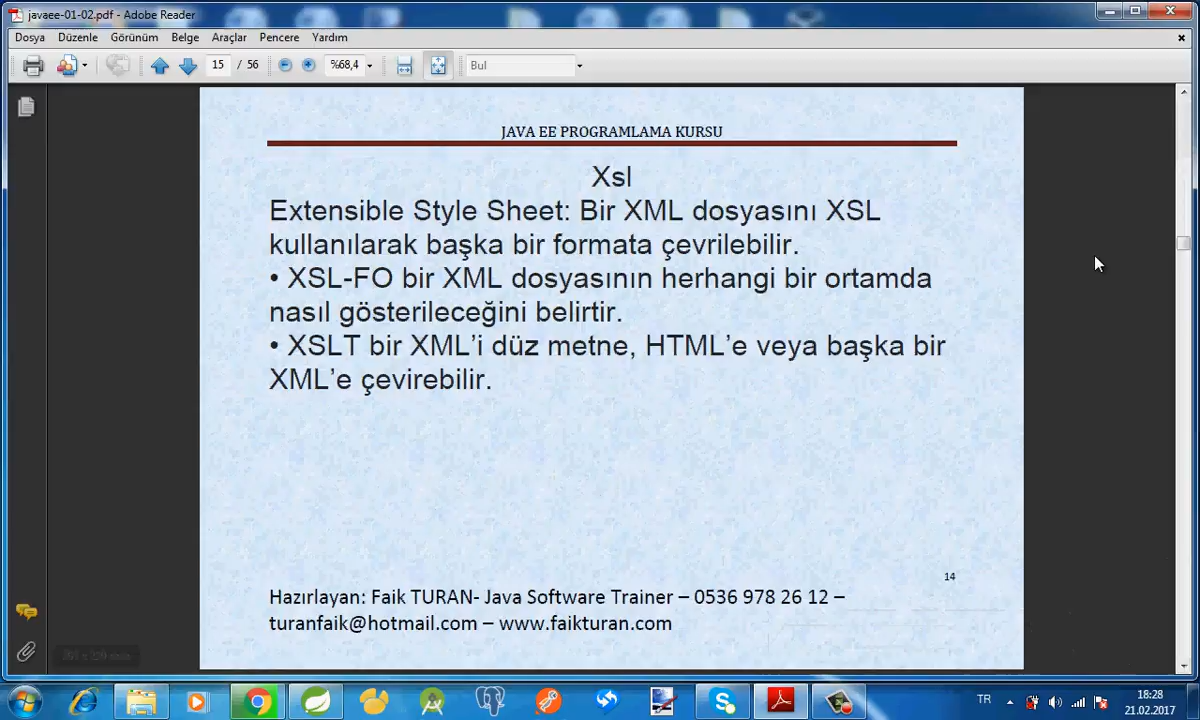 javaee-01-02.pdf - Adobe Reader
Dosya Düzenle Görünüm Belge Araçlar Pencere Yardım
15 / 56 %68,4 Bul
JAVA EE PROGRAMLAMA KURSU
Xsl
Extensible Style Sheet: Bir XML dosyasını XSL
kullanılarak başka bir formata çevrilebilir.
• XSL-FO bir XML dosyasının herhangi bir ortamda
nasıl gösterileceğini belirtir.
• XSLT bir XML’i düz metne, HTML’e veya başka bir
XML’e çevirebilir.
14
Hazırlayan: Faik TURAN- Java Software Trainer – 0536 978 26 12 –
turanfaik@hotmail.com – www.faikturan.com
TR
18:28
21.02.2017